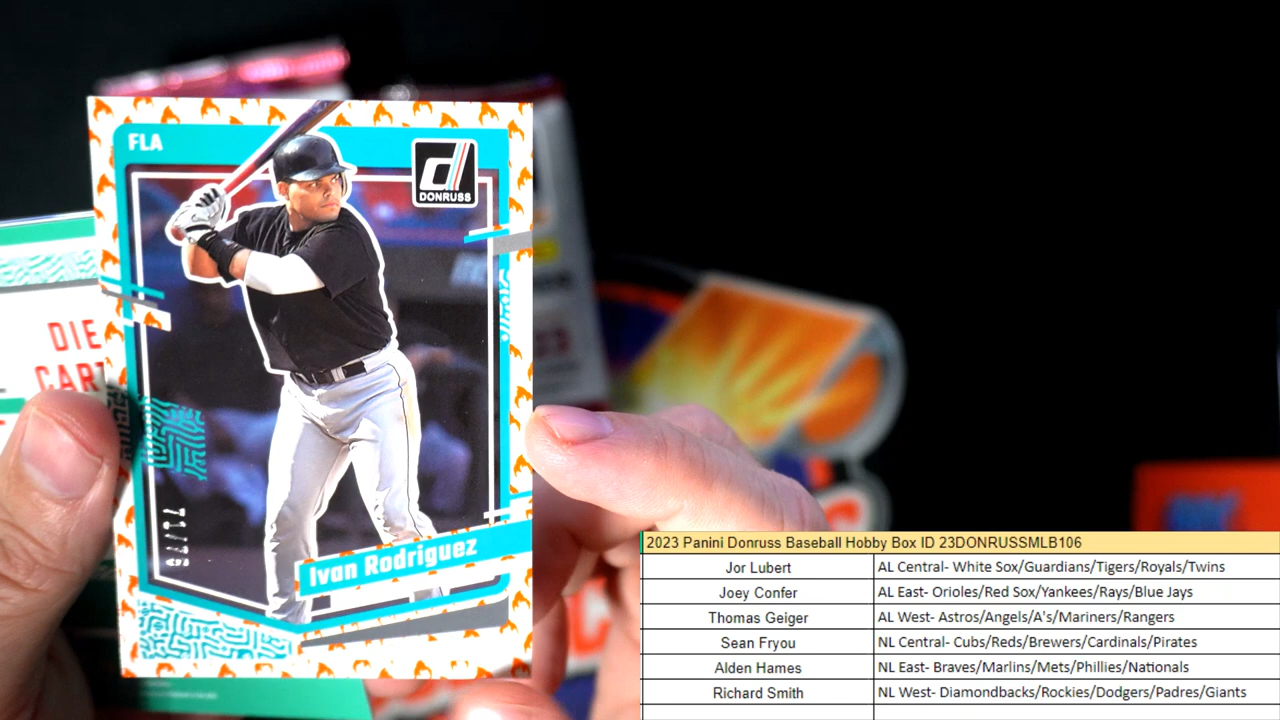 FLA
DONRUSS
DIE
CART
Ivan Rodriguez
2023 Panini Donruss Baseball Hobby Box ID 23DONRUSSMLB106
Jor Lubert AL Central- White Sox/Guardians/Tigers/Royals/Twins
Joey Confer AL East- Orioles/Red Sox/Yankees/Rays/Blue Jays
Thomas Geiger AL West- Astros/Angels/A's/Mariners/Rangers
Sean Fryou NL Central- Cubs/Reds/Brewers/Cardinals/Pirates
Alden Hames NL East- Braves/Marlins/Mets/Phillies/Nationals
Richard Smith NL West- Diamondbacks/Rockies/Dodgers/Padres/Giants